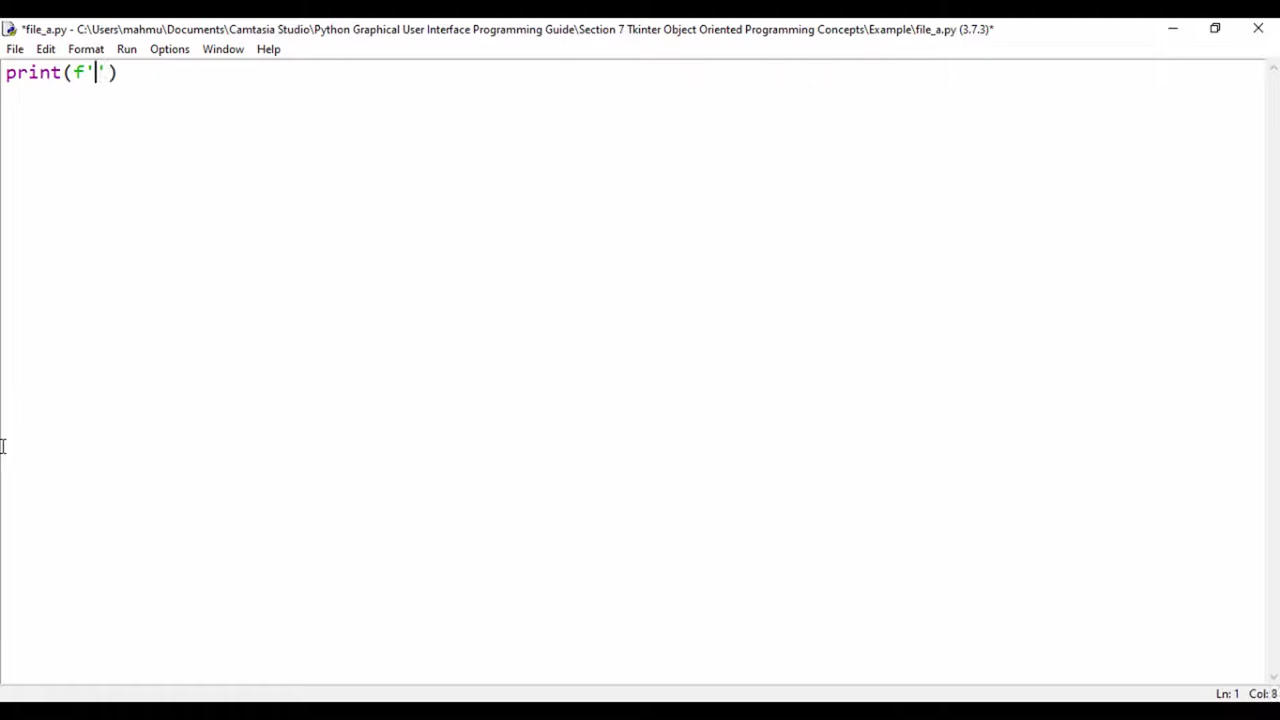 *file_a.py - C:\Users\mahmu\Documents\Camtasia Studio\Python Graphical User Interface Programming Guide\Section 7 Tkinter Object Oriented Programming Concepts\Example\file_a.py (3.7.3)*
File Edit Format Run Options Window Help
print(f'')
Ln: 1 Col: 8